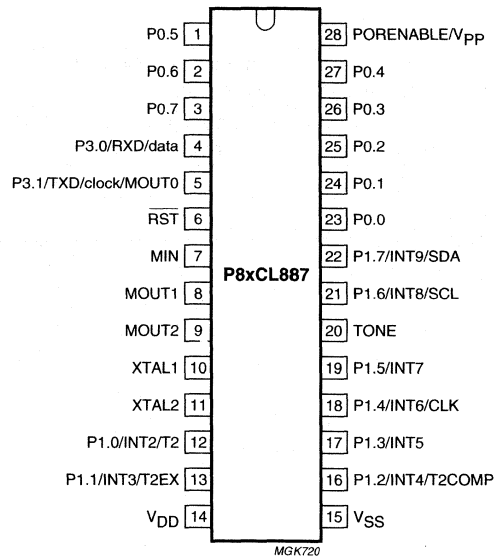 P0.5 1 28 PORENABLE/VPP
P0.6 2 27 P0.4
P0.7 3 26 P0.3
P3.0/RXD/data 4 25 P0.2
P3.1/TXD/clock/MOUT0 5 24 P0.1
R̅S̅T̅ 6 23 P0.0
MIN 7 22 P1.7/INT9/SDA
P8xCL887
MOUT1 8 21 P1.6/INT8/SCL
MOUT2 9 20 TONE
XTAL1 10 19 P1.5/INT7
XTAL2 11 18 P1.4/INT6/CLK
P1.0/INT2/T2 12 17 P1.3/INT5
P1.1/INT3/T2EX 13 16 P1.2/INT4/T2COMP
VDD 14 15 VSS
MGK720